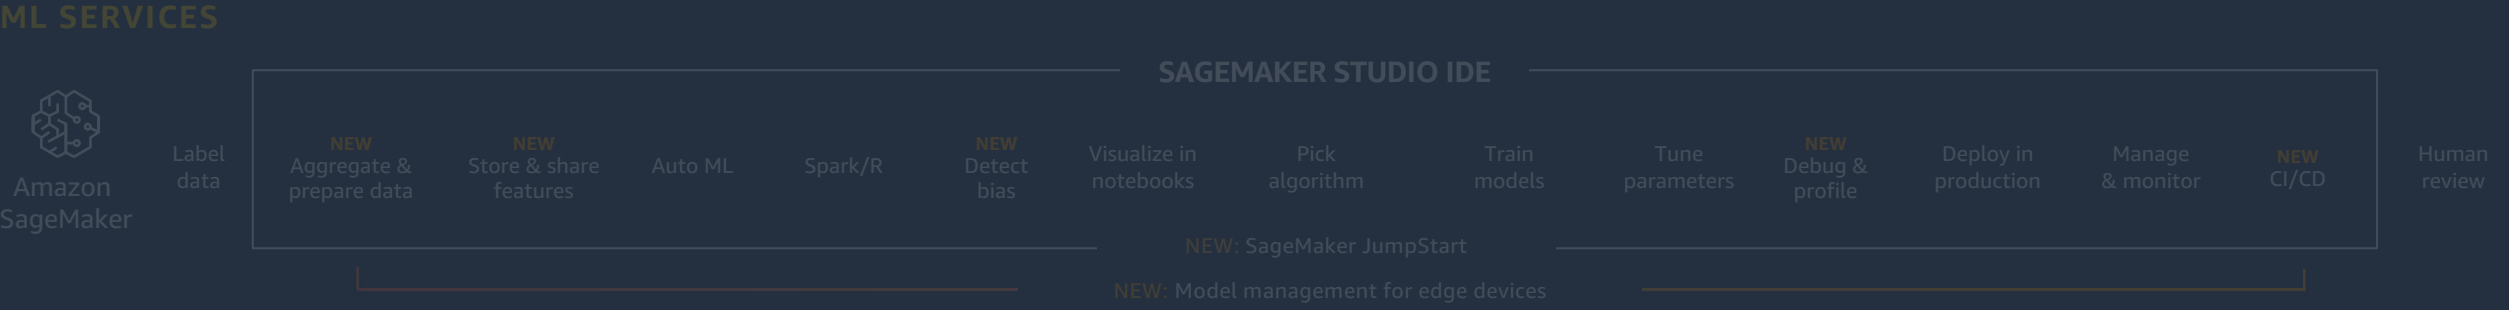 ML SERVICES
SAGEMAKER STUDIO IDE
Amazon
SageMaker
Label
data
NEW
Aggregate &
prepare data
NEW
Store & share
features
Auto ML
Spark/R
NEW
Detect
bias
Visualize in
notebooks
Pick
algorithm
Train
models
Tune
parameters
NEW
Debug &
profile
Deploy in
production
Manage
& monitor
NEW
CI/CD
Human
review
NEW: SageMaker JumpStart
NEW: Model management for edge devices